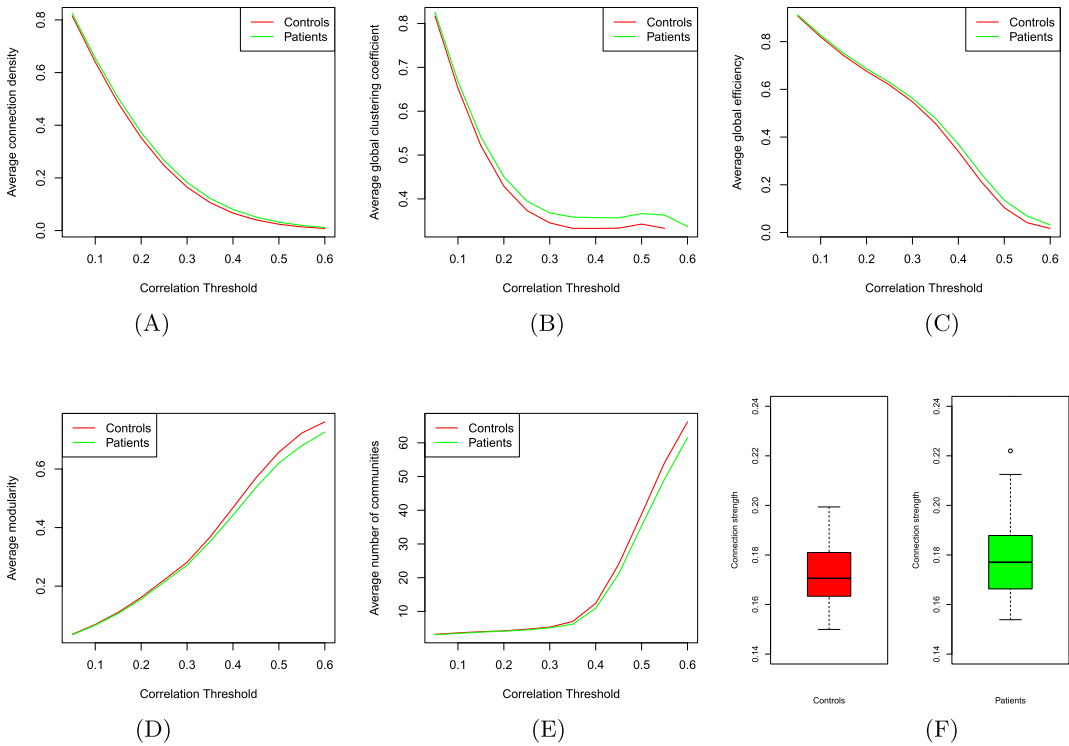 Controls
Patients
Average connection density
0.0 0.2 0.4 0.6 0.8
0.1 0.2 0.3 0.4 0.5 0.6
Correlation Threshold
(A)
Controls
Patients
Average global clustering coefficient
0.4 0.5 0.6 0.7 0.8
0.1 0.2 0.3 0.4 0.5 0.6
Correlation Threshold
(B)
Controls
Patients
Average global efficiency
0.0 0.2 0.4 0.6 0.8
0.1 0.2 0.3 0.4 0.5 0.6
Correlation Threshold
(C)
Controls
Patients
Average modularity
0.2 0.4 0.6
0.1 0.2 0.3 0.4 0.5 0.6
Correlation Threshold
(D)
Controls
Patients
Average number of communities
10 20 30 40 50 60
0.1 0.2 0.3 0.4 0.5 0.6
Correlation Threshold
(E)
Connection strength
0.14 0.16 0.18 0.20 0.22 0.24
Controls
Connection strength
0.14 0.16 0.18 0.20 0.22 0.24
Patients
(F)